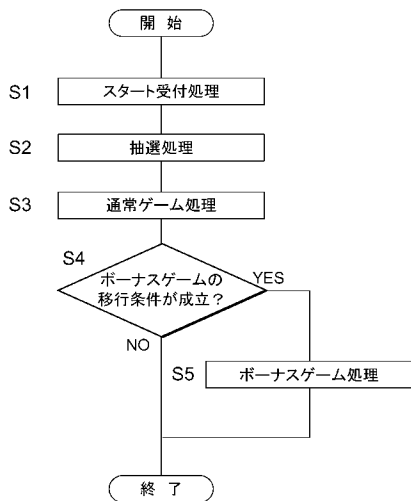 開 始
S1
スタート受付処理
S2
抽選処理
S3
通常ゲーム処理
S4
ボーナスゲームの
移行条件が成立？
YES
NO
S5
ボーナスゲーム処理
終 了